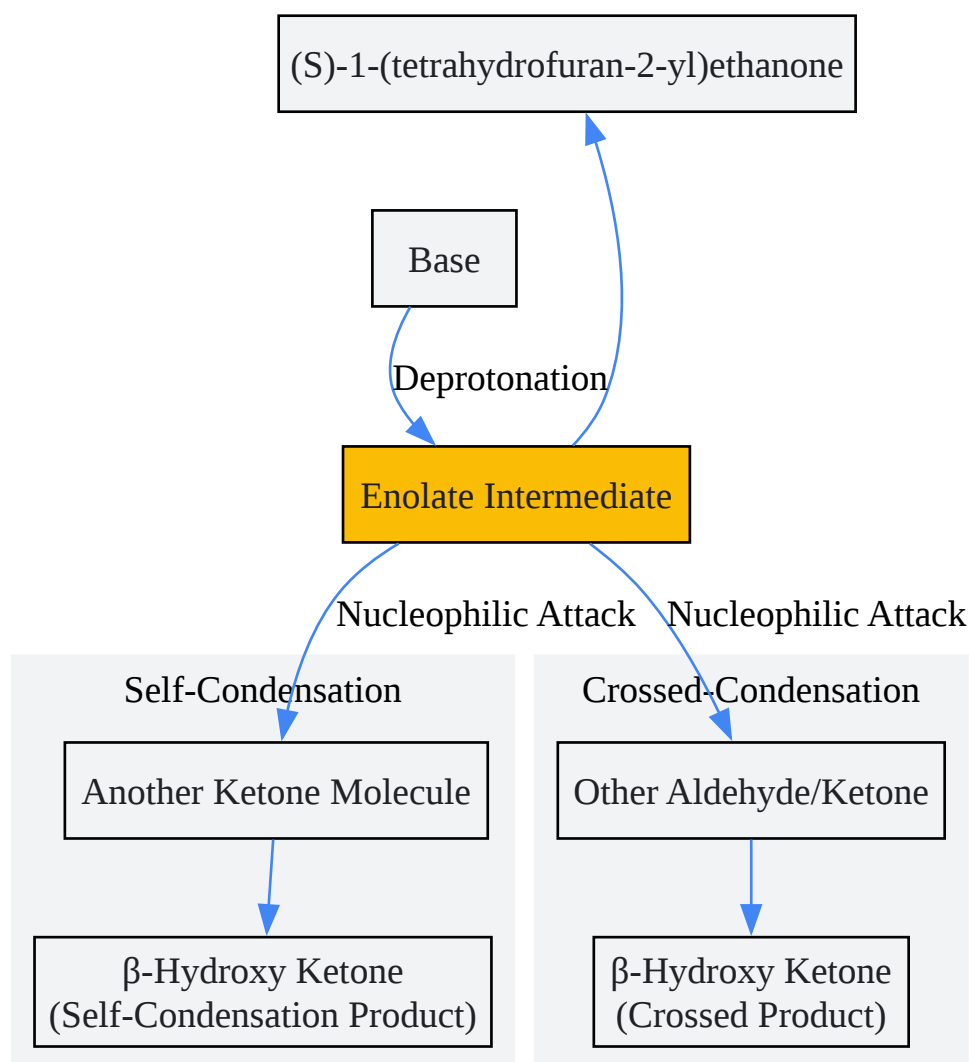 (S)-1-(tetrahydrofuran-2-yl)ethanone
Base
Deprotonation
Enolate Intermediate
Nucleophilic Attack
Nucleophilic Attack
Self-Condensation
Crossed-Condensation
Another Ketone Molecule
Other Aldehyde/Ketone
β-Hydroxy Ketone
(Self-Condensation Product)
β-Hydroxy Ketone
(Crossed Product)